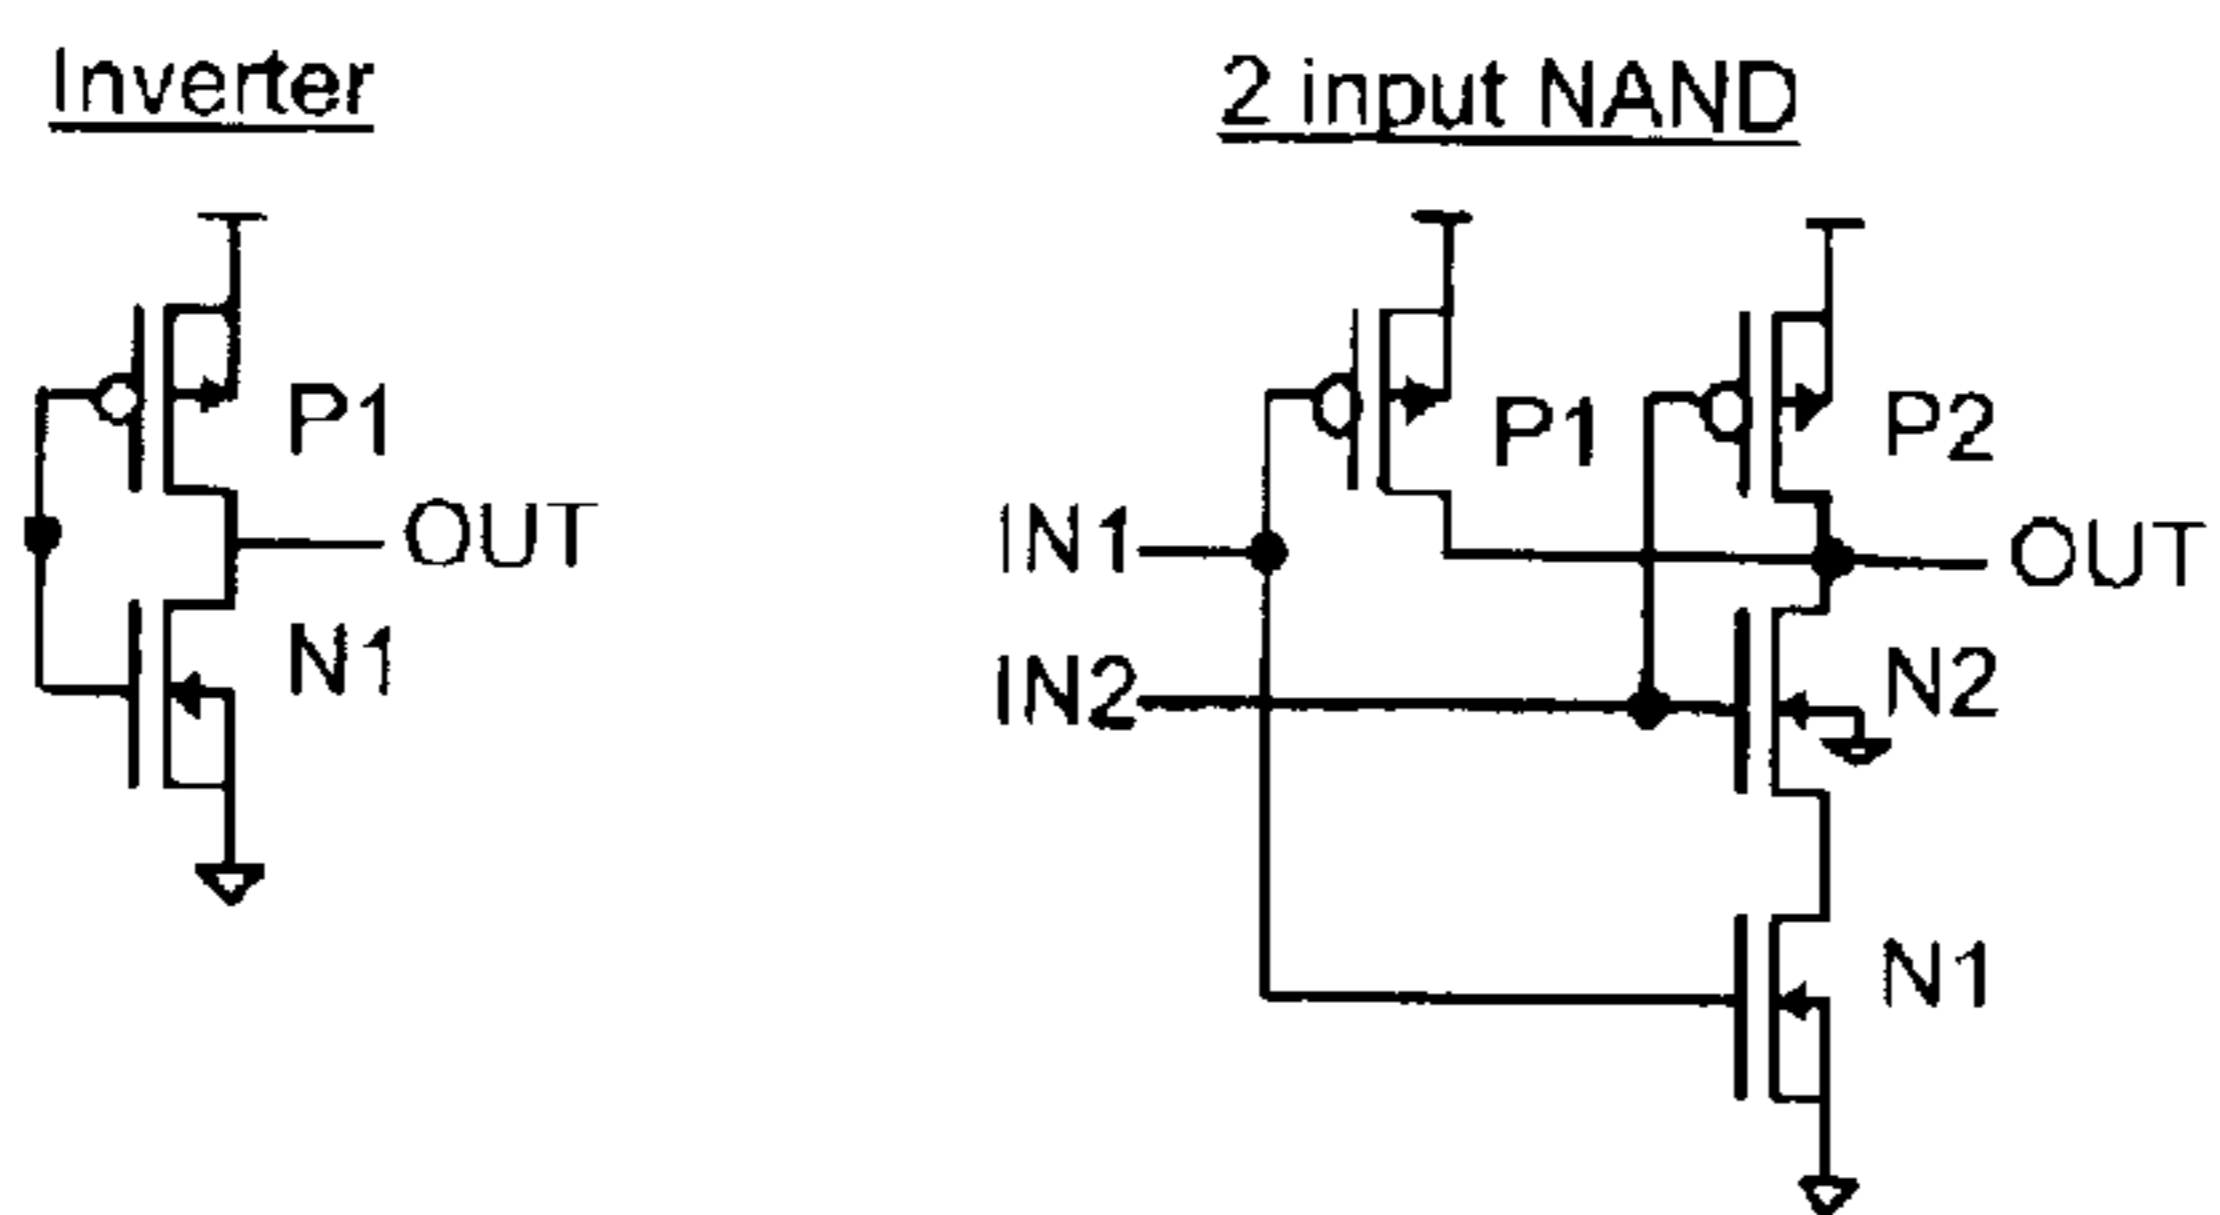 Inverter
P1
OUT
N1
2 input NAND
P1
P2
IN1
OUT
IN2
N2
N1